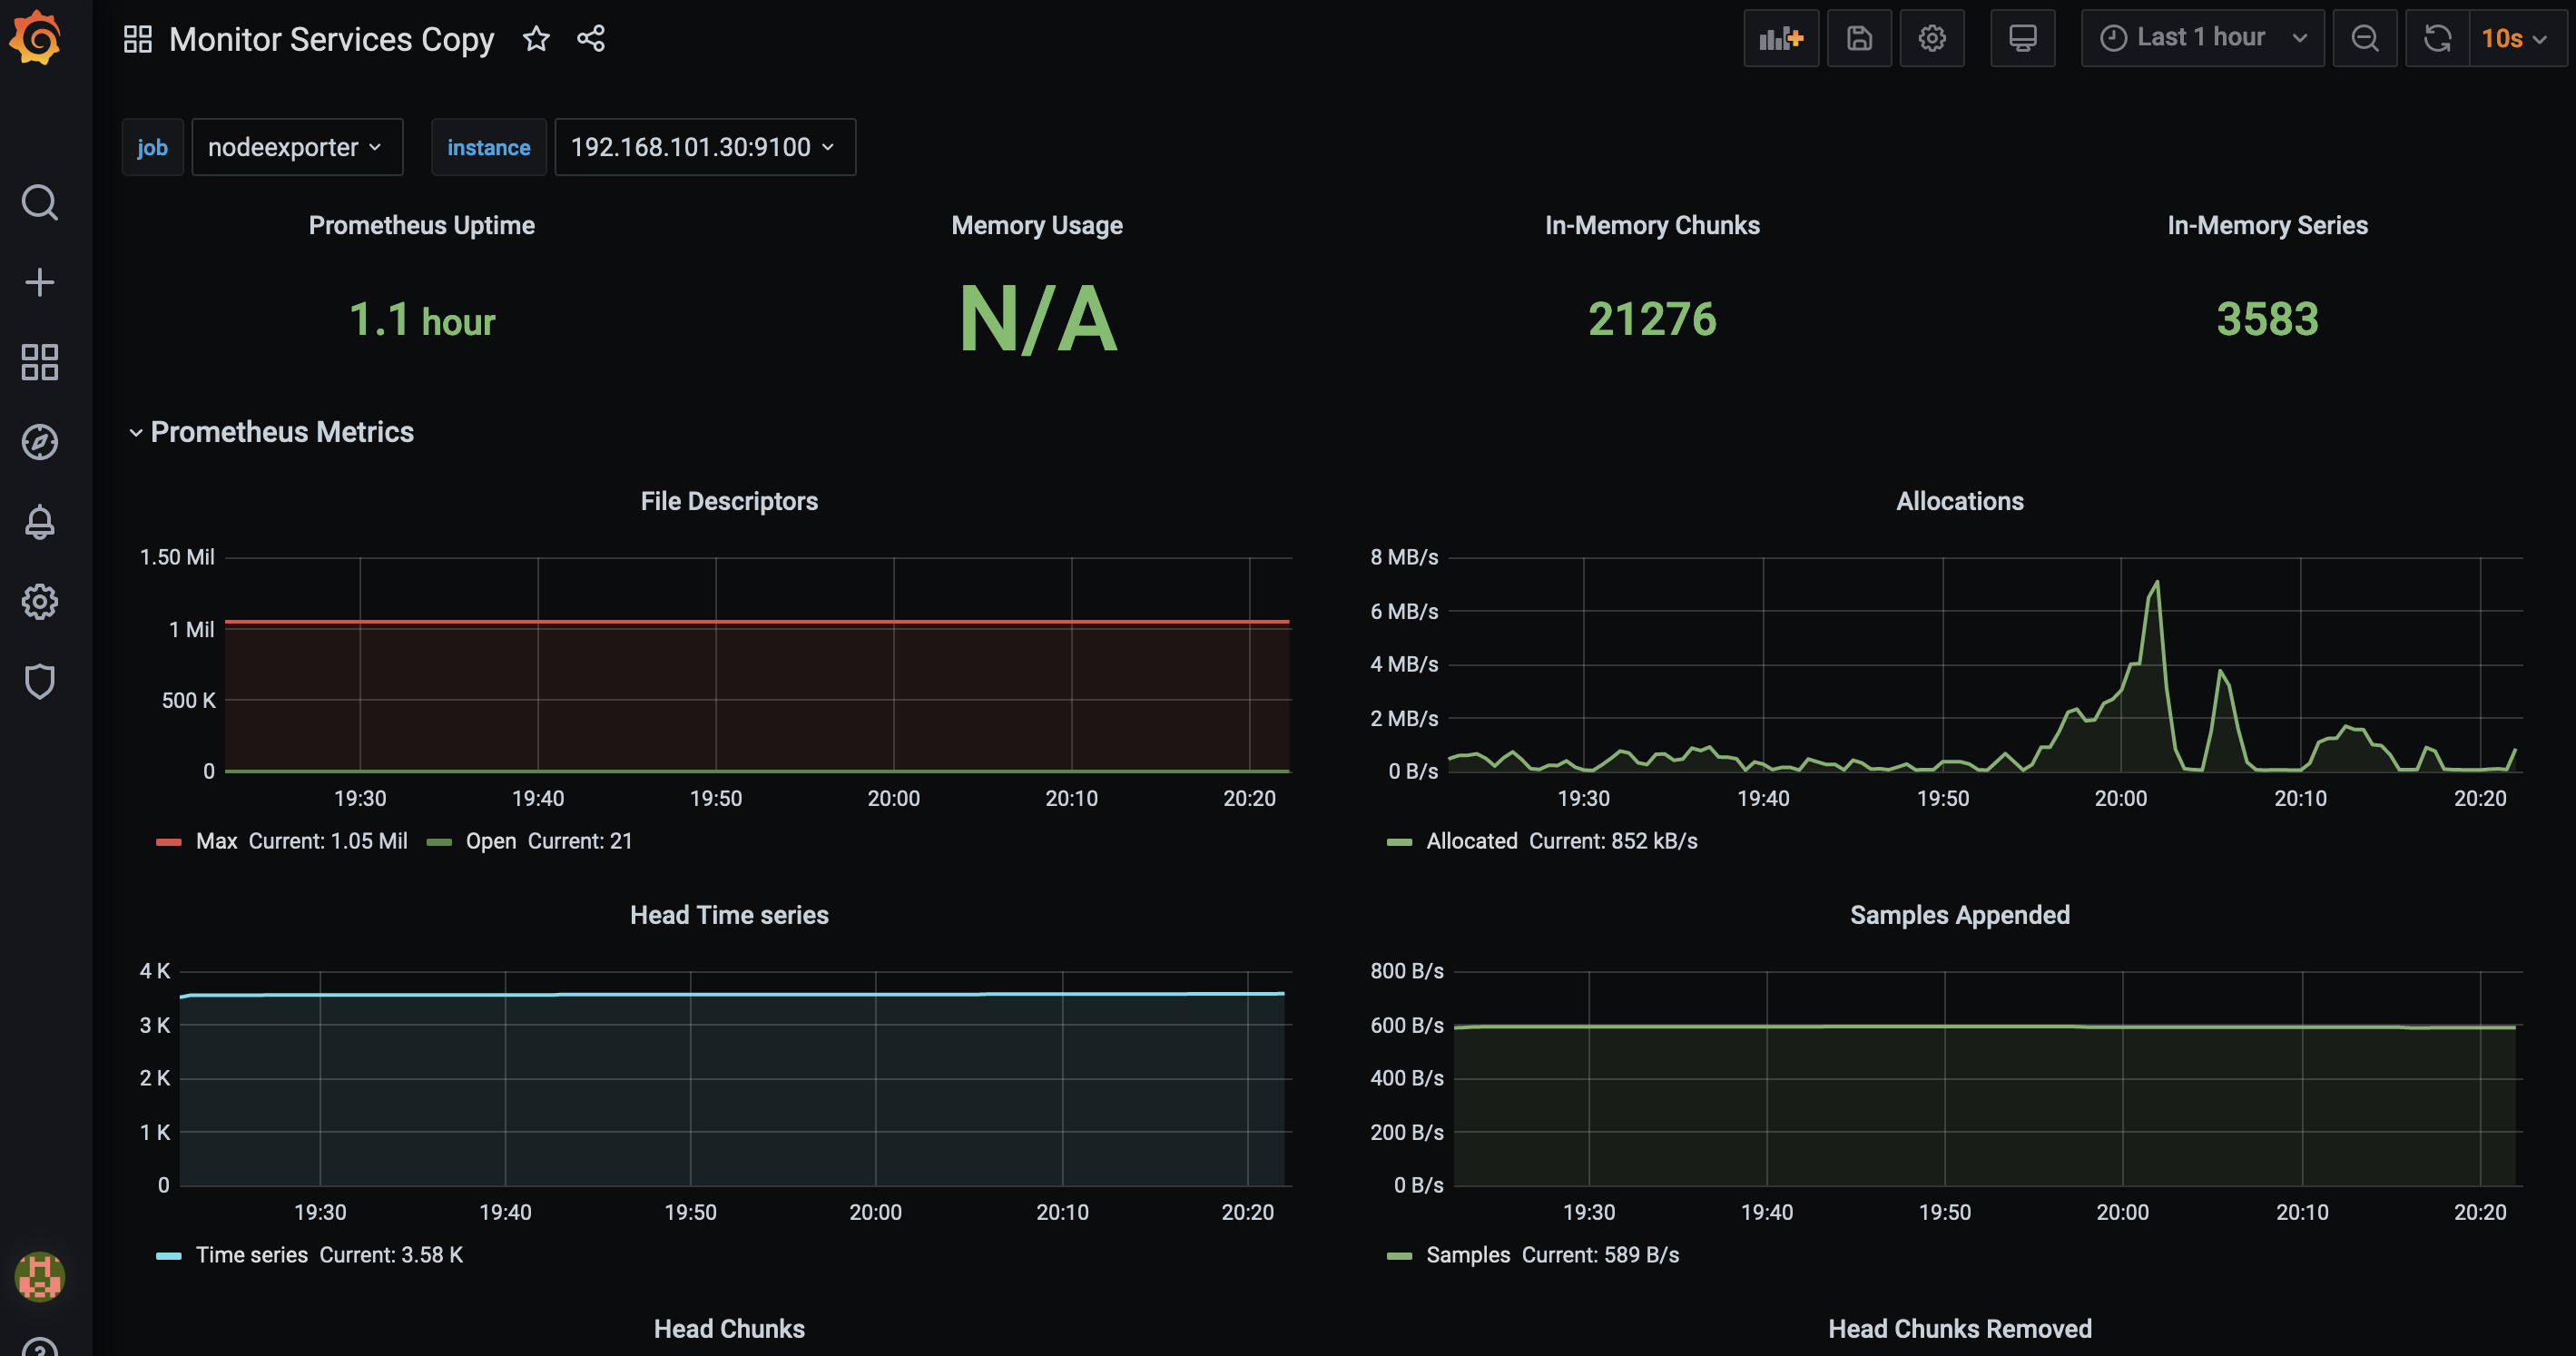 Monitor Services Copy
Last 1 hour
10s
job nodeexporter instance 192.168.101.30:9100
Prometheus Uptime
1.1 hour
Memory Usage
N/A
In-Memory Chunks
21276
In-Memory Series
3583
Prometheus Metrics
File Descriptors
1.50 Mil
1 Mil
500 K
0
19:30 19:40 19:50 20:00 20:10 20:20
Max Current: 1.05 Mil Open Current: 21
Allocations
8 MB/s
6 MB/s
4 MB/s
2 MB/s
0 B/s
19:30 19:40 19:50 20:00 20:10 20:20
Allocated Current: 852 kB/s
Head Time series
4 K
3 K
2 K
1 K
0
19:30 19:40 19:50 20:00 20:10 20:20
Time series Current: 3.58 K
Samples Appended
800 B/s
600 B/s
400 B/s
200 B/s
0 B/s
19:30 19:40 19:50 20:00 20:10 20:20
Samples Current: 589 B/s
Head Chunks
Head Chunks Removed